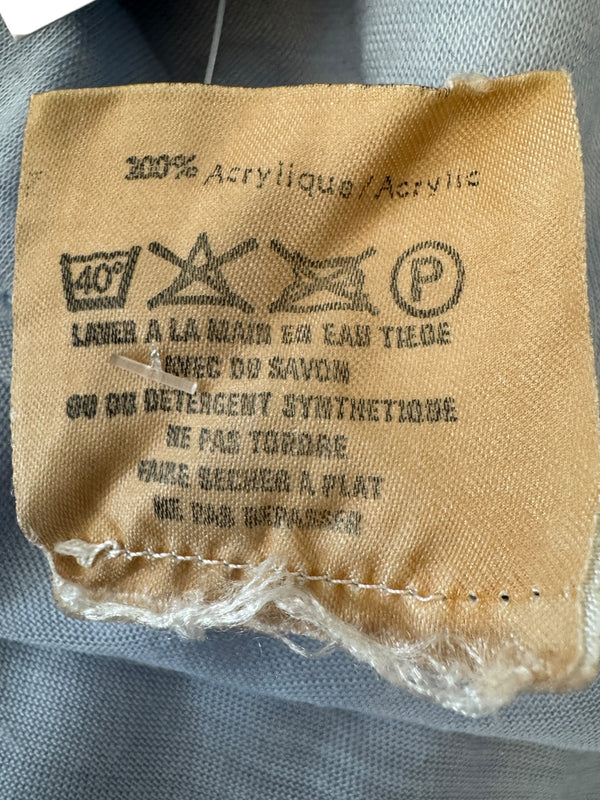 100% Acrylique/Acrylic
40° P
LAVER A LA MAIN EN EAU TIEDE
AVEC DU SAVON
OU DU DETERGENT SYNTHETIQUE
NE PAS TORDRE
FAIRE SECHER A PLAT
NE PAS REPASSER